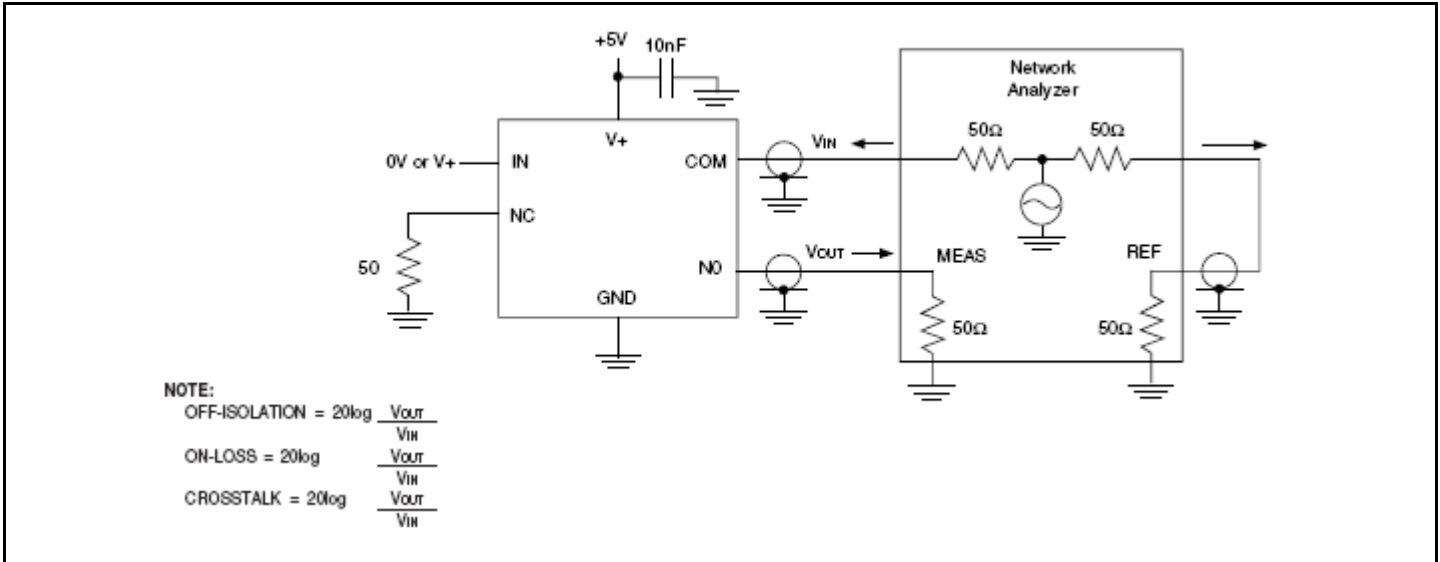 +5V
10nF
Network
Analyzer
50Ω
50Ω
V+
VIN
0V or V+
IN
COM
NC
VOUT
MEAS
REF
50
N0
GND
50Ω
50Ω
NOTE:
OFF-ISOLATION = 20log VOUT
VIN
ON-LOSS = 20log VOUT
VIN
CROSSTALK = 20log VOUT
VIN